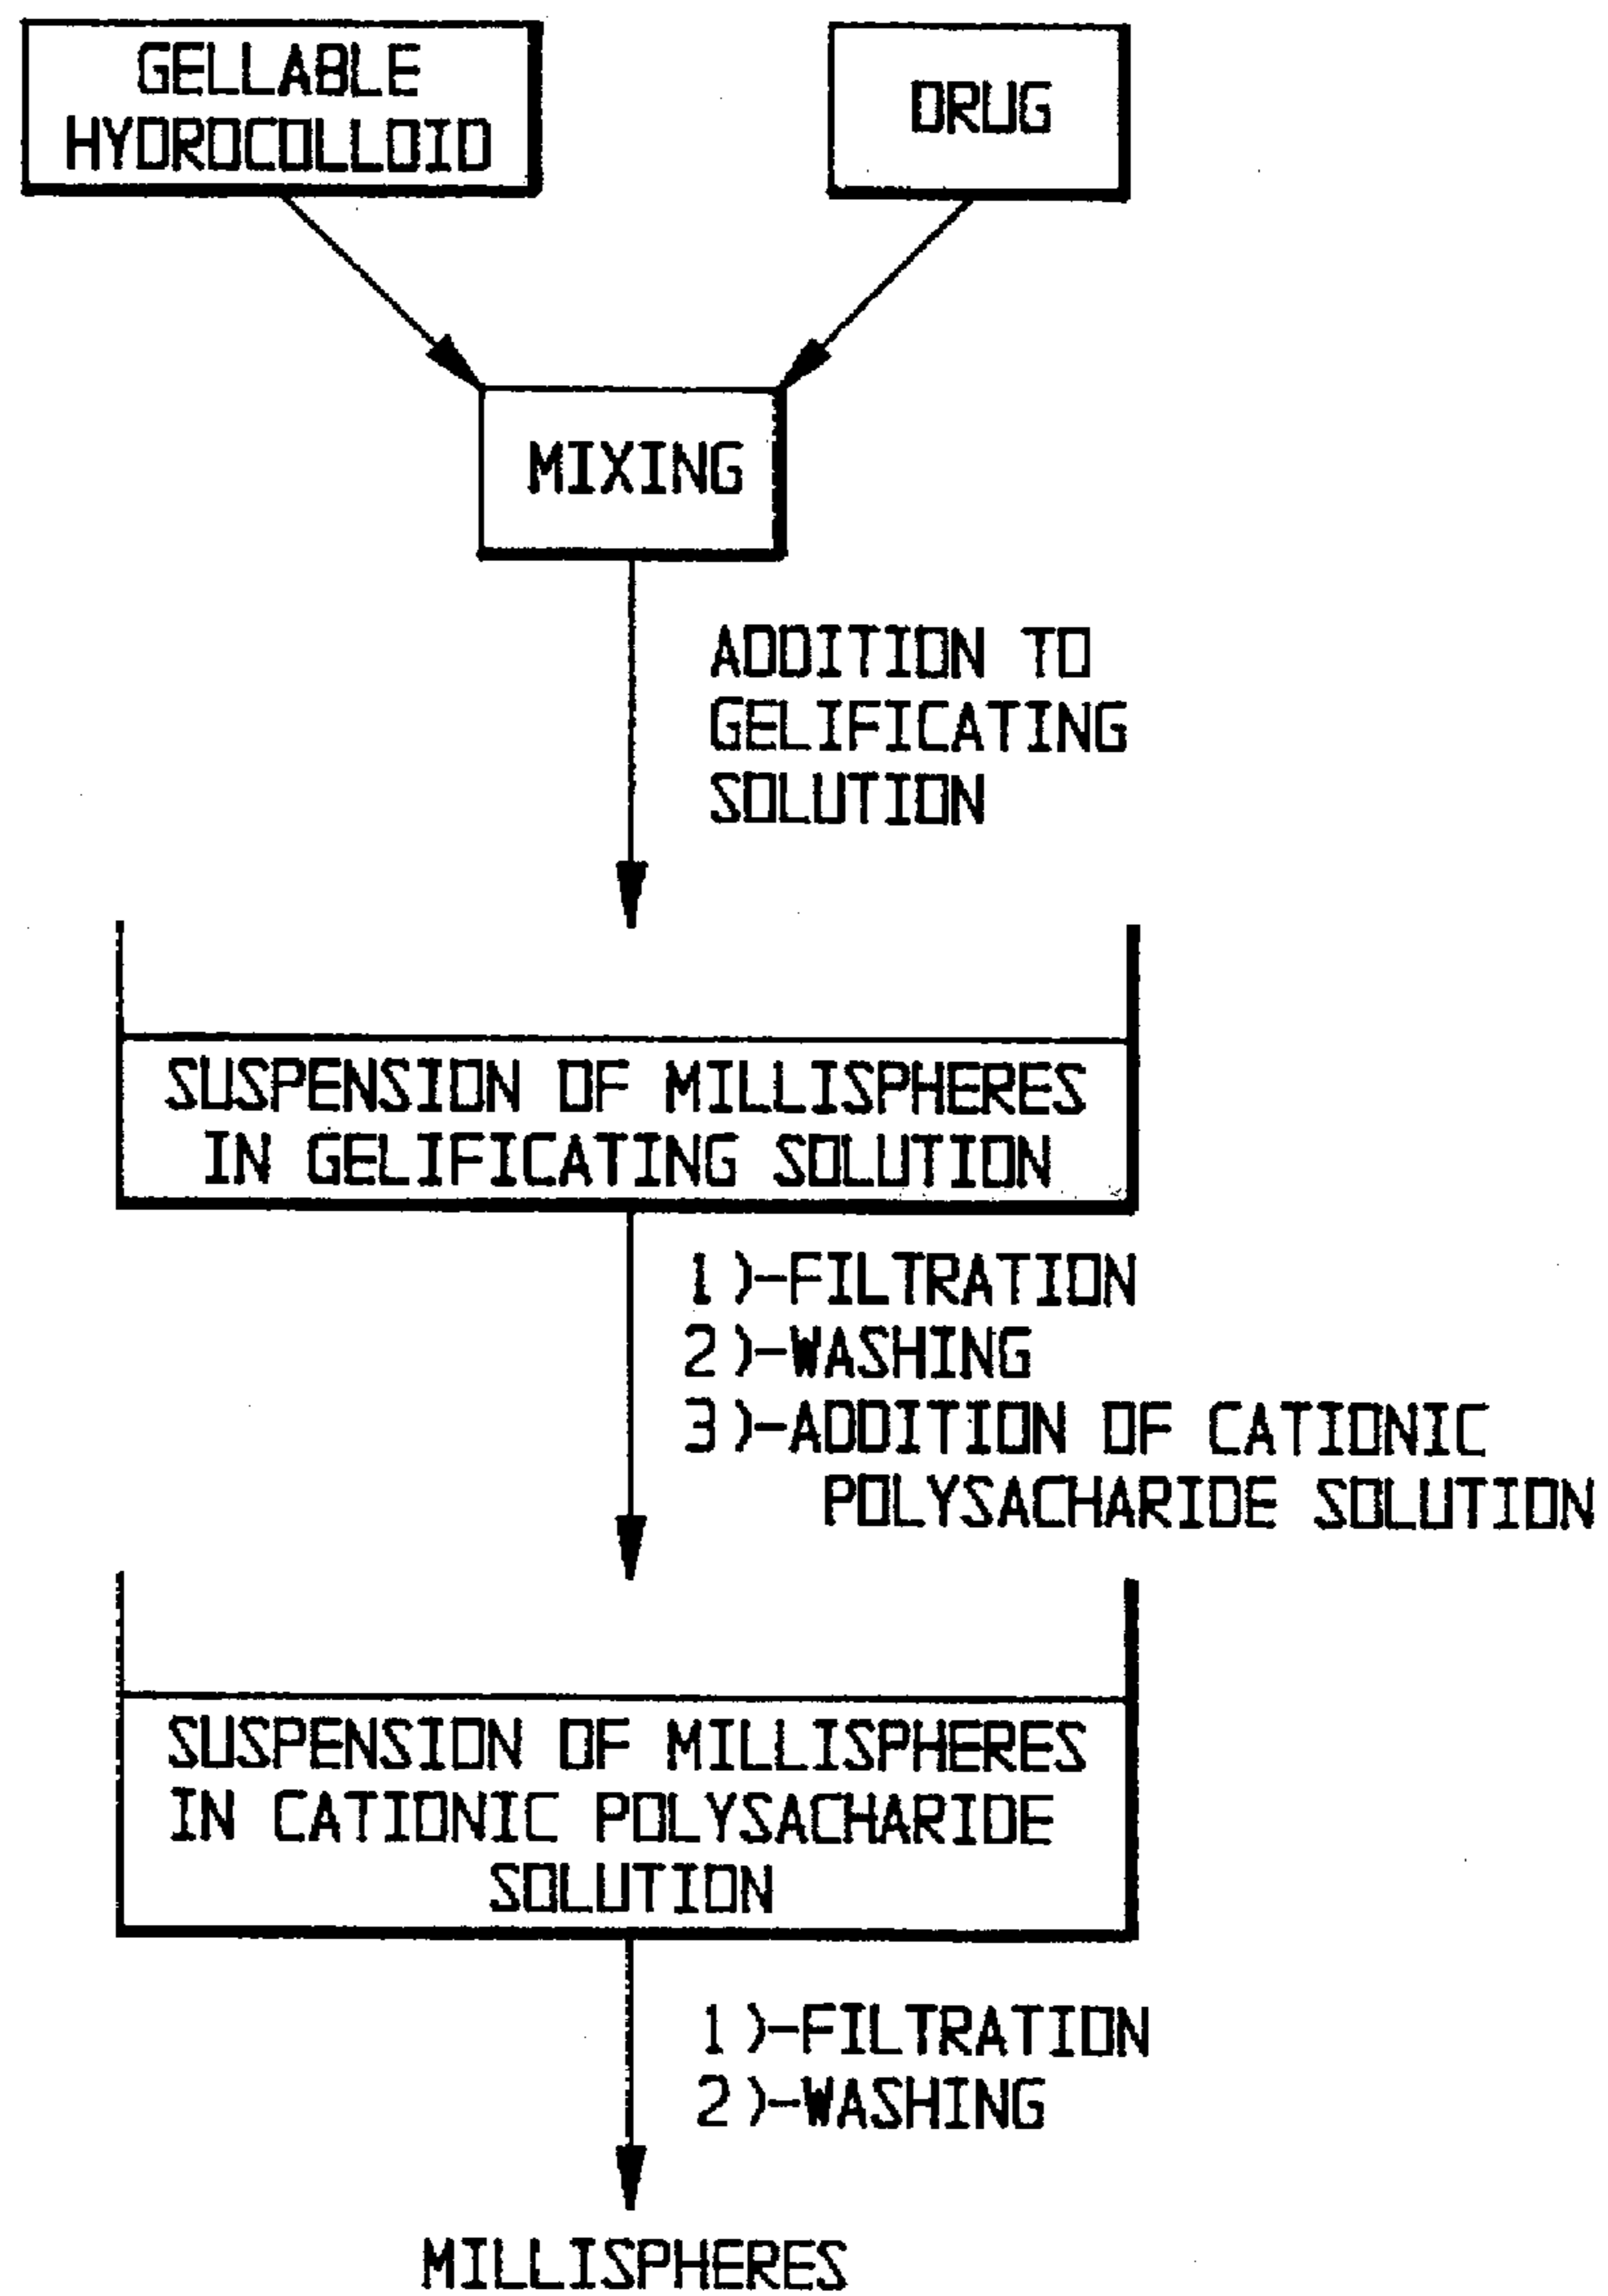 GELLABLE
HYDROCOLLOID
DRUG
MIXING
ADDITION TO
GELIFICATING
SOLUTION
SUSPENSION OF MILLISPHERES
IN GELIFICATING SOLUTION
1)-FILTRATION
2)-WASHING
3)-ADDITION OF CATIONIC
POLYSACHARIDE SOLUTION
SUSPENSION OF MILLISPHERES
IN CATIONIC POLYSACHARIDE
SOLUTION
1)-FILTRATION
2)-WASHING
MILLISPHERES